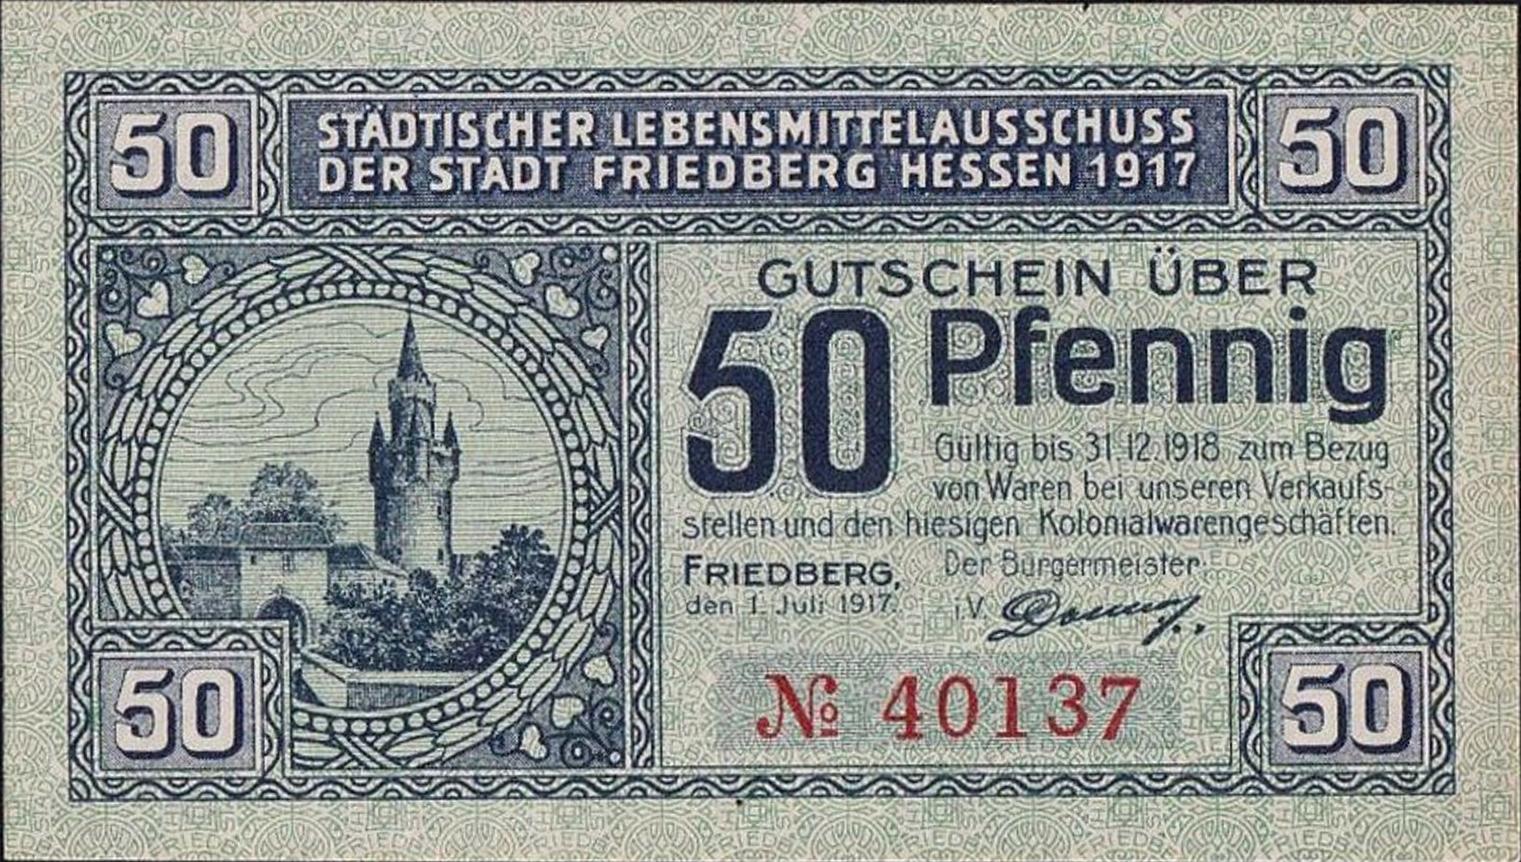 50
STÄDTISCHER LEBENSMITTELAUSSCHUSS
DER STADT FRIEDBERG HESSEN 1917
50
GUTSCHEIN ÜBER
50 Pfennig
Gültig bis 31.12.1918 zum Bezug
von Waren bei unseren Verkaufs-
stellen und den hiesigen Kolonialwarengeschäften.
FRIEDBERG,
den 1. Juli 1917.
Der Bürgermeister
i.V.
№ 40137
50
50